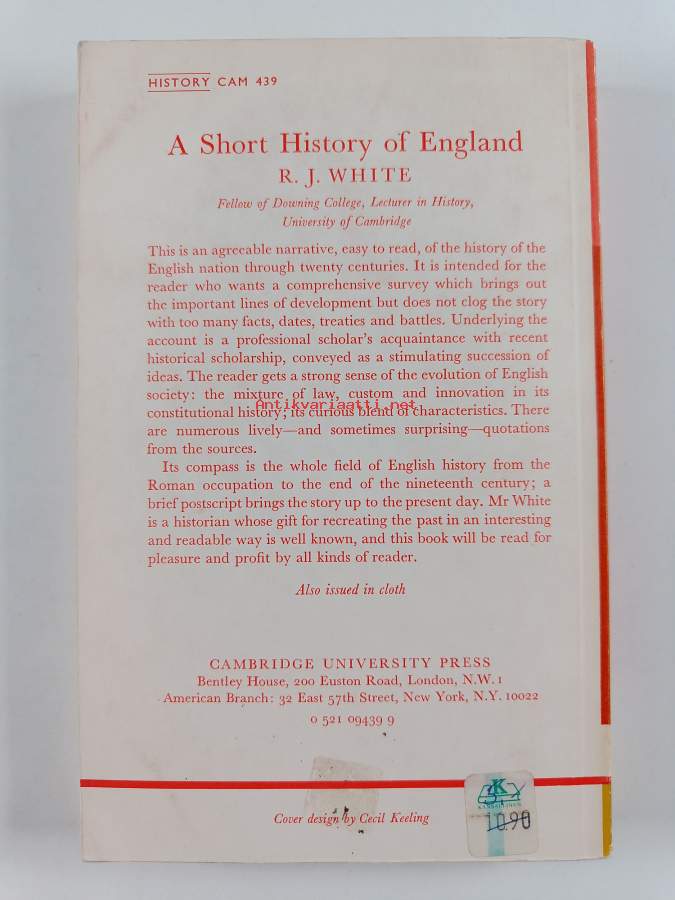 HISTORY CAM 439
A Short History of England
R. J. WHITE
Fellow of Downing College, Lecturer in History,
University of Cambridge
This is an agreeable narrative, easy to read, of the history of the
English nation through twenty centuries. It is intended for the
reader who wants a comprehensive survey which brings out
the important lines of development but does not clog the story
with too many facts, dates, treaties and battles. Underlying the
account is a professional scholar's acquaintance with recent
historical scholarship, conveyed as a stimulating succession of
ideas. The reader gets a strong sense of the evolution of English
society: the mixture of law, custom and innovation in its
Antikvariaatti.net
constitutional history; its curious blend of characteristics. There
are numerous lively—and sometimes surprising—quotations
from the sources.
Its compass is the whole field of English history from the
Roman occupation to the end of the nineteenth century; a
brief postscript brings the story up to the present day. Mr White
is a historian whose gift for recreating the past in an interesting
and readable way is well known, and this book will be read for
pleasure and profit by all kinds of reader.
Also issued in cloth
CAMBRIDGE UNIVERSITY PRESS
Bentley House, 200 Euston Road, London, N.W.1
American Branch: 32 East 57th Street, New York, N.Y. 10022
0 521 09439 9
K
10.90
Cover design by Cecil Keeling